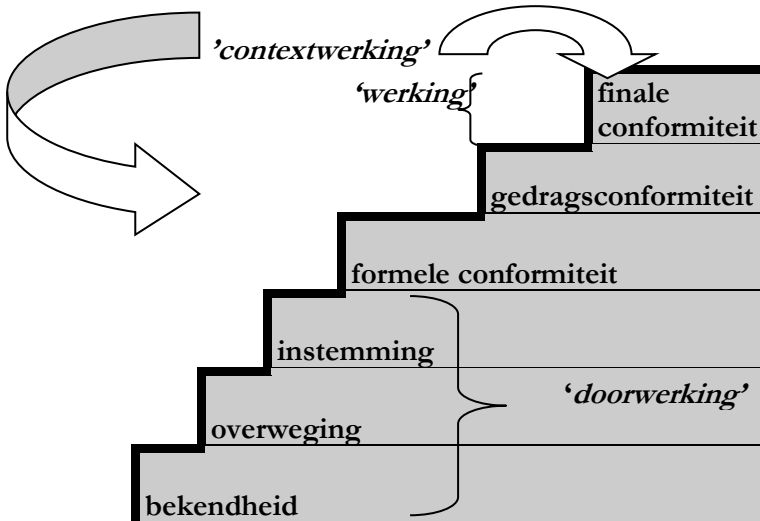 ’contextwerking’
‘werking’
finale
conformiteit
gedragsconformiteit
formele conformiteit
instemming
‘doorwerking’
overweging
bekendheid